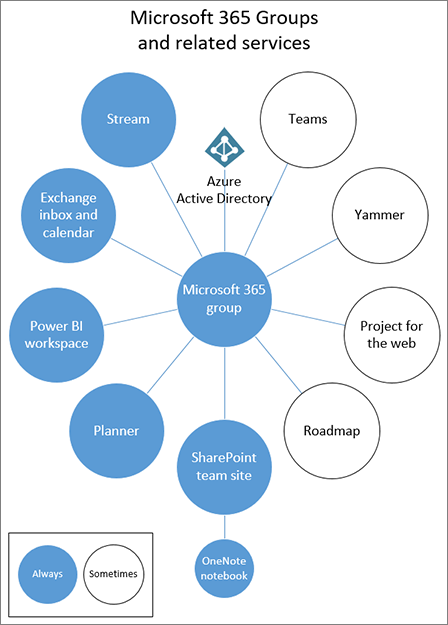 Microsoft 365 Groups
and related services
Stream
Teams
Azure
Active Directory
Exchange
inbox and
calendar
Yammer
Microsoft 365
group
Power BI
workspace
Project for
the web
Planner
Roadmap
SharePoint
team site
OneNote
notebook
Always
Sometimes